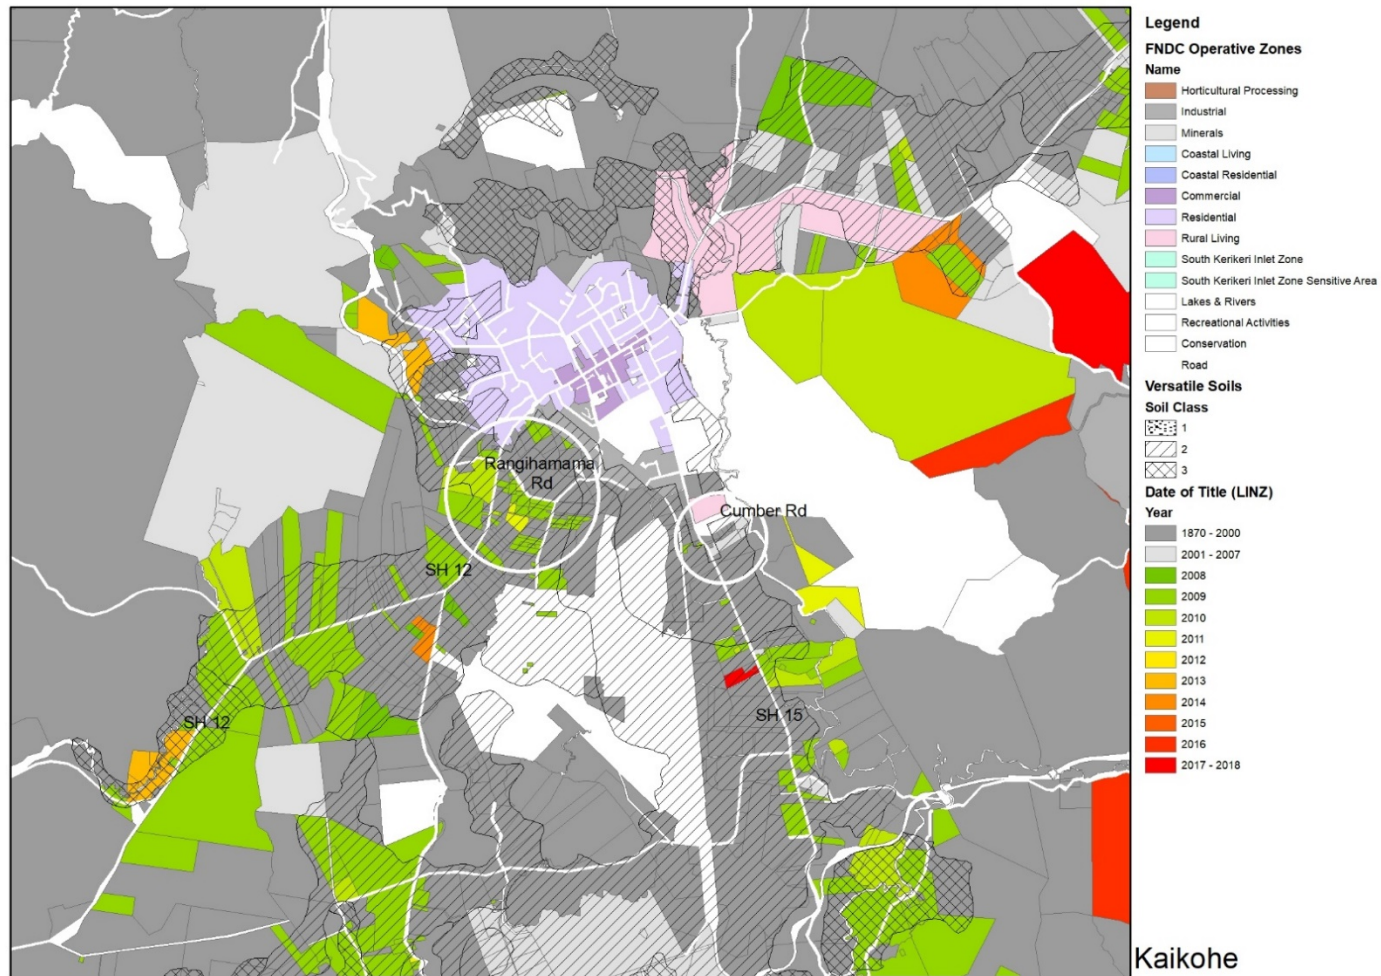 Rangihamama
Rd
Cumber Rd
SH 12
SH 12
SH 15
Legend
FNDC Operative Zones
Name
Horticultural Processing
Industrial
Minerals
Coastal Living
Coastal Residential
Commercial
Residential
Rural Living
South Kerikeri Inlet Zone
South Kerikeri Inlet Zone Sensitive Area
Lakes & Rivers
Recreational Activities
Conservation
Road
Versatile Soils
Soil Class
1
2
3
Date of Title (LINZ)
Year
1870 - 2000
2001 - 2007
2008
2009
2010
2011
2012
2013
2014
2015
2016
2017 - 2018
Kaikohe